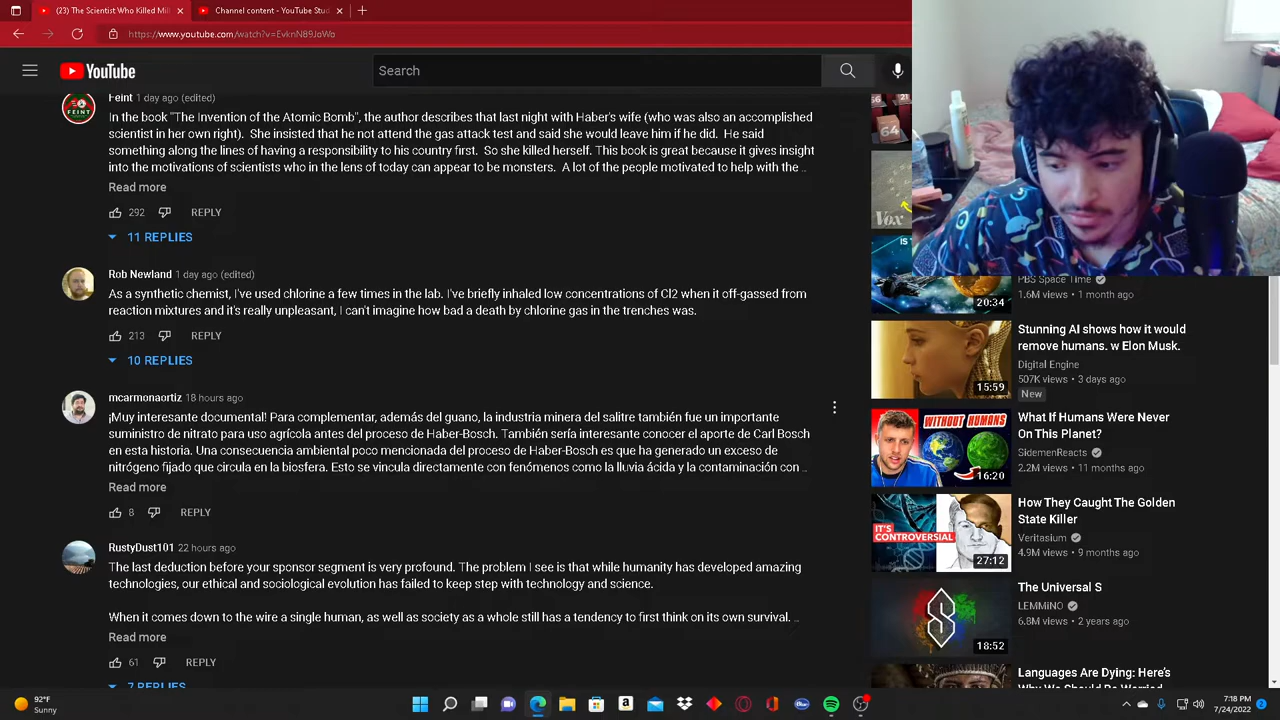 (23) The Scientist Who Killed Mil
Channel content - YouTube Stud
https://www.youtube.com/watch?v=EvknN89JoWo
YouTube
Search
Feint 1 day ago (edited)
In the book "The Invention of the Atomic Bomb", the author describes that last night with Haber's wife (who was also an accomplished
scientist in her own right). She insisted that he not attend the gas attack test and said she would leave him if he did. He said
something along the lines of having a responsibility to his country first. So she killed herself. This book is great because it gives insight
into the motivations of scientists who in the lens of today can appear to be monsters. A lot of the people motivated to help with the ..
Read more
292 REPLY
11 REPLIES
Rob Newland 1 day ago (edited)
As a synthetic chemist, I've used chlorine a few times in the lab. I've briefly inhaled low concentrations of Cl2 when it off-gassed from
reaction mixtures and it's really unpleasant, I can't imagine how bad a death by chlorine gas in the trenches was.
213 REPLY
10 REPLIES
mcarmonaortiz 18 hours ago
¡Muy interesante documental! Para complementar, además del guano, la industria minera del salitre también fue un importante
suministro de nitrato para uso agrícola antes del proceso de Haber-Bosch. También sería interesante conocer el aporte de Carl Bosch
en esta historia. Una consecuencia ambiental poco mencionada del proceso de Haber-Bosch es que ha generado un exceso de
nitrógeno fijado que circula en la biosfera. Esto se vincula directamente con fenómenos como la lluvia ácida y la contaminación con ..
Read more
8 REPLY
RustyDust101 22 hours ago
The last deduction before your sponsor segment is very profound. The problem I see is that while humanity has developed amazing
technologies, our ethical and sociological evolution has failed to keep step with technology and science.
When it comes down to the wire a single human, as well as society as a whole still has a tendency to first think on its own survival. ..
Read more
61 REPLY
7 REPLIES
64
Vox
IS T
20:34
PBS Space Time
1.6M views • 1 month ago
15:59
Stunning AI shows how it would
remove humans. w Elon Musk.
Digital Engine
507K views • 3 days ago
New
WITHOUT HUMANS
16:20
What If Humans Were Never
On This Planet?
SidemenReacts
2.2M views • 11 months ago
IT'S
CONTROVERSIAL
27:12
How They Caught The Golden
State Killer
Veritasium
4.9M views • 9 months ago
18:52
The Universal S
LEMMiNO
6.8M views • 2 years ago
Languages Are Dying: Here's
Why We Should Be Worried
92°F
Sunny
7:18 PM
7/24/2022
2